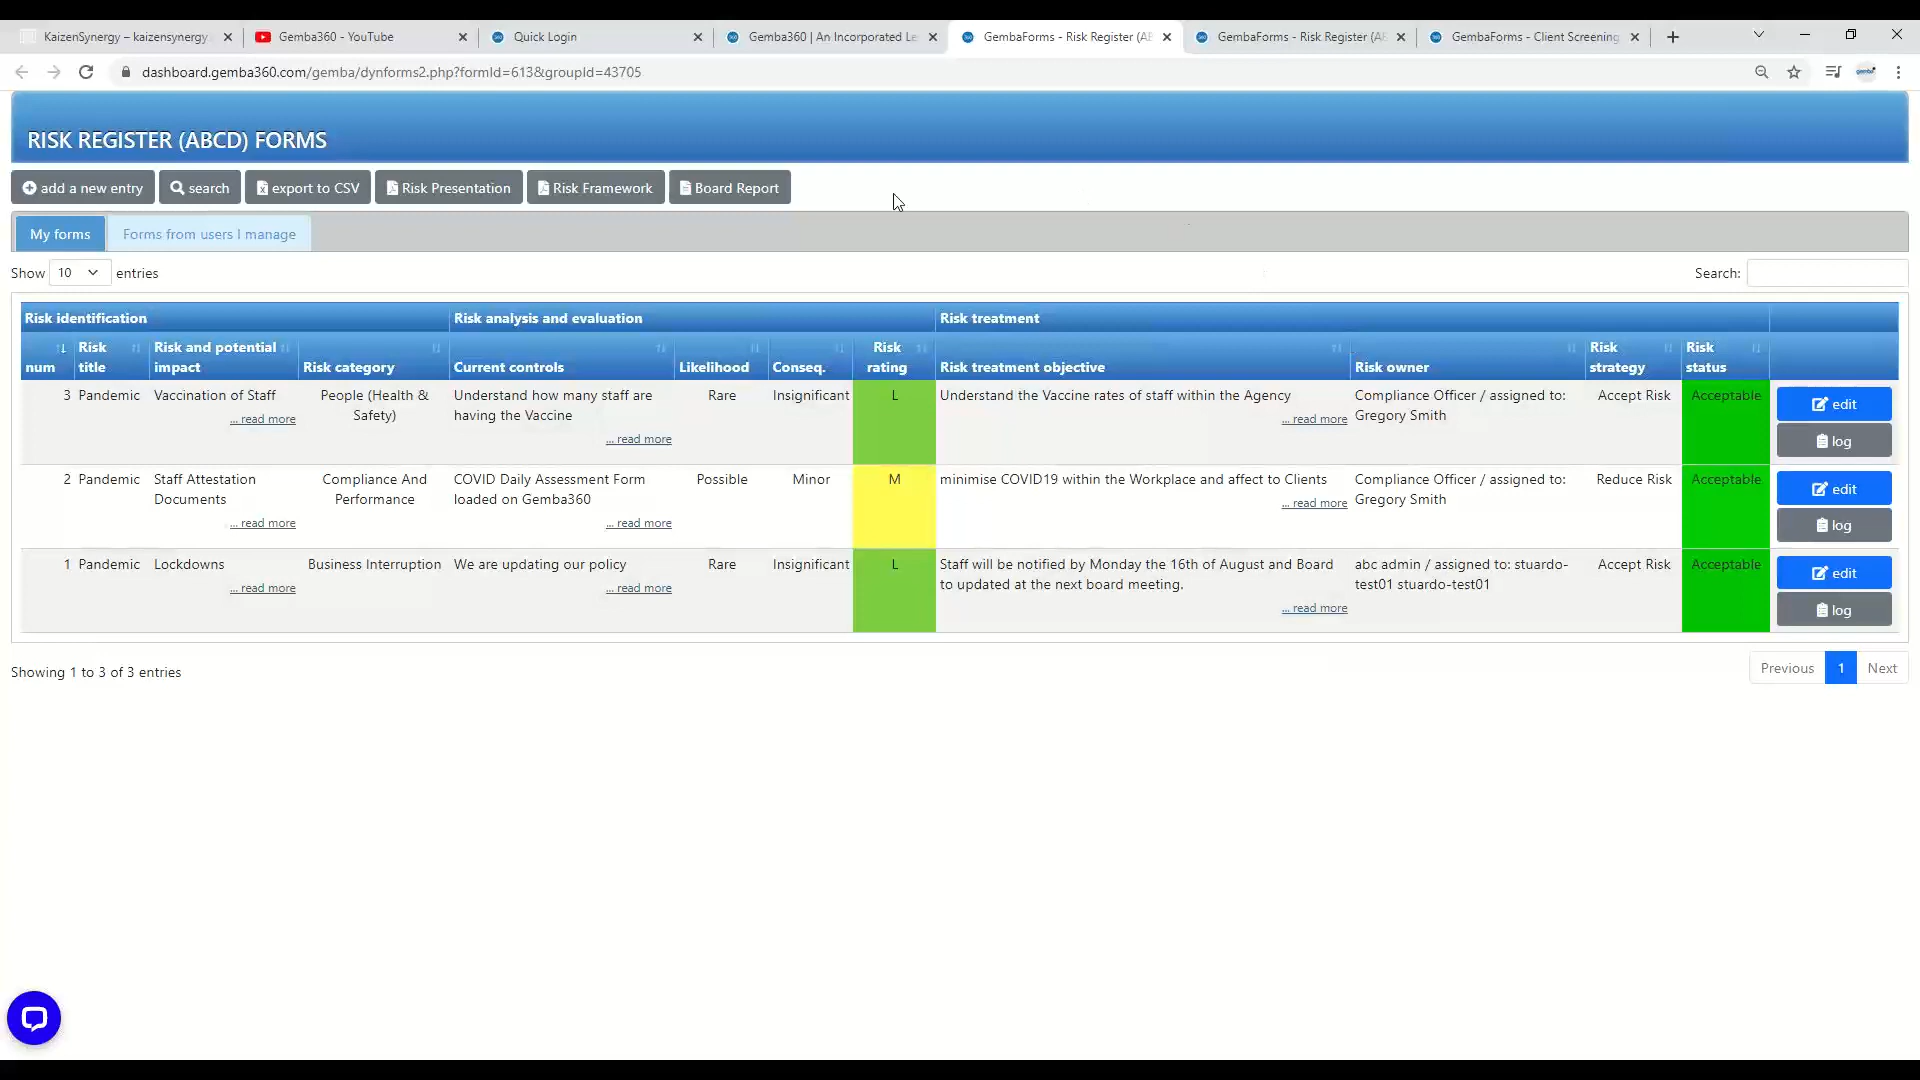 KaizenSynergy – kaizensynergy
Gemba360 - YouTube
Quick Login
Gemba360 | An Incorporated Le
GembaForms - Risk Register (AB
GembaForms - Risk Register (AB
GembaForms - Client Screening
dashboard.gemba360.com/gemba/dynforms2.php?formId=613&groupId=43705
RISK REGISTER (ABCD) FORMS
add a new entry
search
export to CSV
Risk Presentation
Risk Framework
Board Report
My forms
Forms from users I manage
Show 10 entries
Search:
Risk identification
Risk analysis and evaluation
Risk treatment
num
Risk
title
Risk and potential
impact
Risk category
Current controls
Likelihood
Conseq.
Risk
rating
Risk treatment objective
Risk owner
Risk
strategy
Risk
status
3
Pandemic
Vaccination of Staff
... read more
People (Health &
Safety)
Understand how many staff are
having the Vaccine
... read more
Rare
Insignificant
L
Understand the Vaccine rates of staff within the Agency
... read more
Compliance Officer / assigned to:
Gregory Smith
Accept Risk
Acceptable
edit
log
2
Pandemic
Staff Attestation
Documents
... read more
Compliance And
Performance
COVID Daily Assessment Form
loaded on Gemba360
... read more
Possible
Minor
M
minimise COVID19 within the Workplace and affect to Clients
... read more
Compliance Officer / assigned to:
Gregory Smith
Reduce Risk
Acceptable
edit
log
1
Pandemic
Lockdowns
... read more
Business Interruption
We are updating our policy
... read more
Rare
Insignificant
L
Staff will be notified by Monday the 16th of August and Board
to updated at the next board meeting.
... read more
abc admin / assigned to: stuardo-
test01 stuardo-test01
Accept Risk
Acceptable
edit
log
Showing 1 to 3 of 3 entries
Previous
1
Next